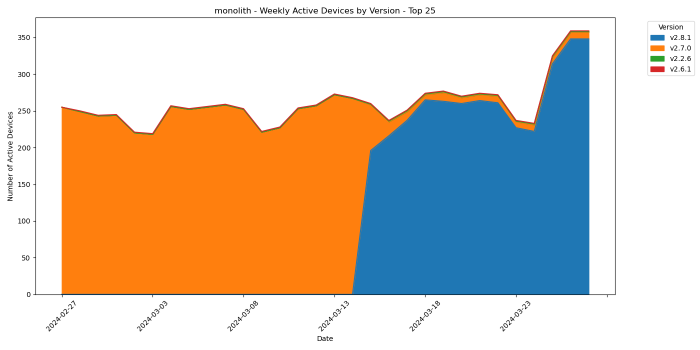 monolith - Weekly Active Devices by Version - Top 25
Number of Active Devices
350
300
250
200
150
100
50
0
2024-02-27
2024-03-03
2024-03-08
2024-03-13
2024-03-18
2024-03-23
Date
Version
v2.8.1
v2.7.0
v2.2.6
v2.6.1